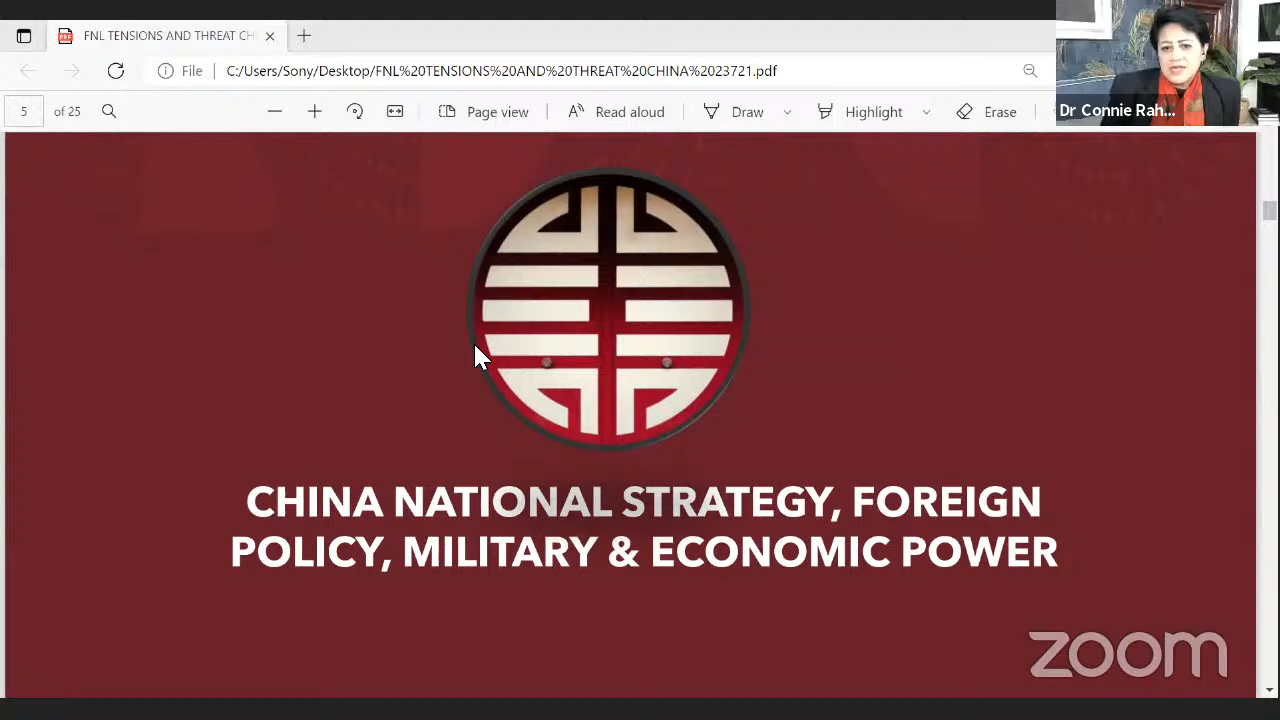 FNL TENSIONS AND THREAT CH
File
C:/Users/Sony/Desktop/FNL%20TENSIONS%20AND%20THREAT%20CHINA%2023721.pdf
5 of 25
Page view
Read aloud
Draw
Highlight
Erase
Dr Connie Rah...
CHINA NATIONAL STRATEGY, FOREIGN
POLICY, MILITARY & ECONOMIC POWER
zoom